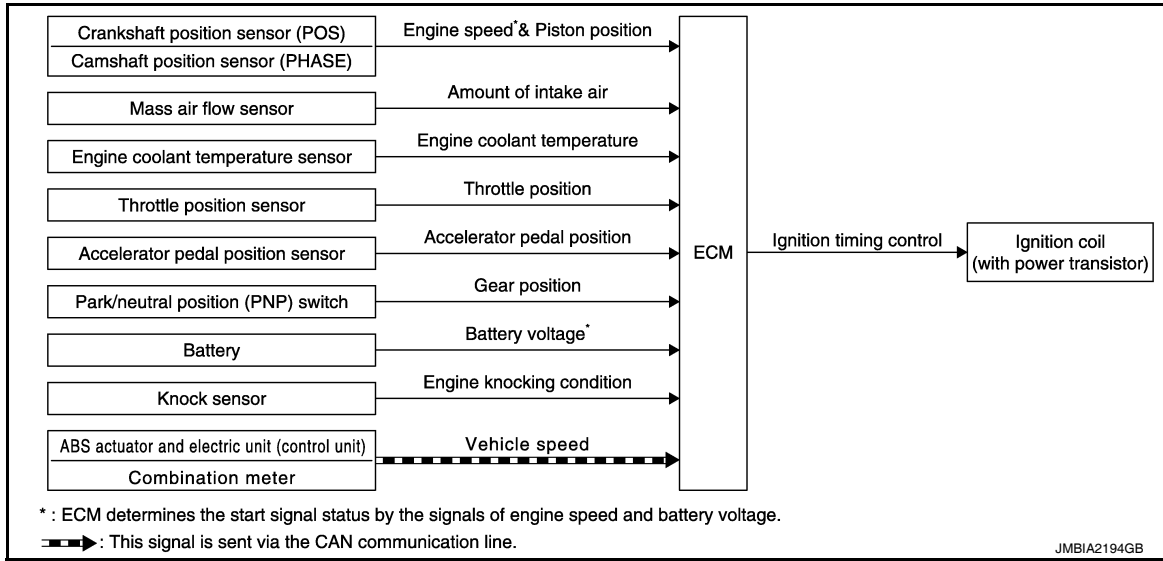 Crankshaft position sensor (POS)
Engine speed*& Piston position
Camshaft position sensor (PHASE)
Mass air flow sensor
Amount of intake air
Engine coolant temperature sensor
Engine coolant temperature
Throttle position sensor
Throttle position
Accelerator pedal position sensor
Accelerator pedal position
ECM
Ignition timing control
Ignition coil
(with power transistor)
Park/neutral position (PNP) switch
Gear position
Battery
Battery voltage*
Knock sensor
Engine knocking condition
ABS actuator and electric unit (control unit)
Vehicle speed
Combination meter
* : ECM determines the start signal status by the signals of engine speed and battery voltage.
: This signal is sent via the CAN communication line.
JMBIA2194GB